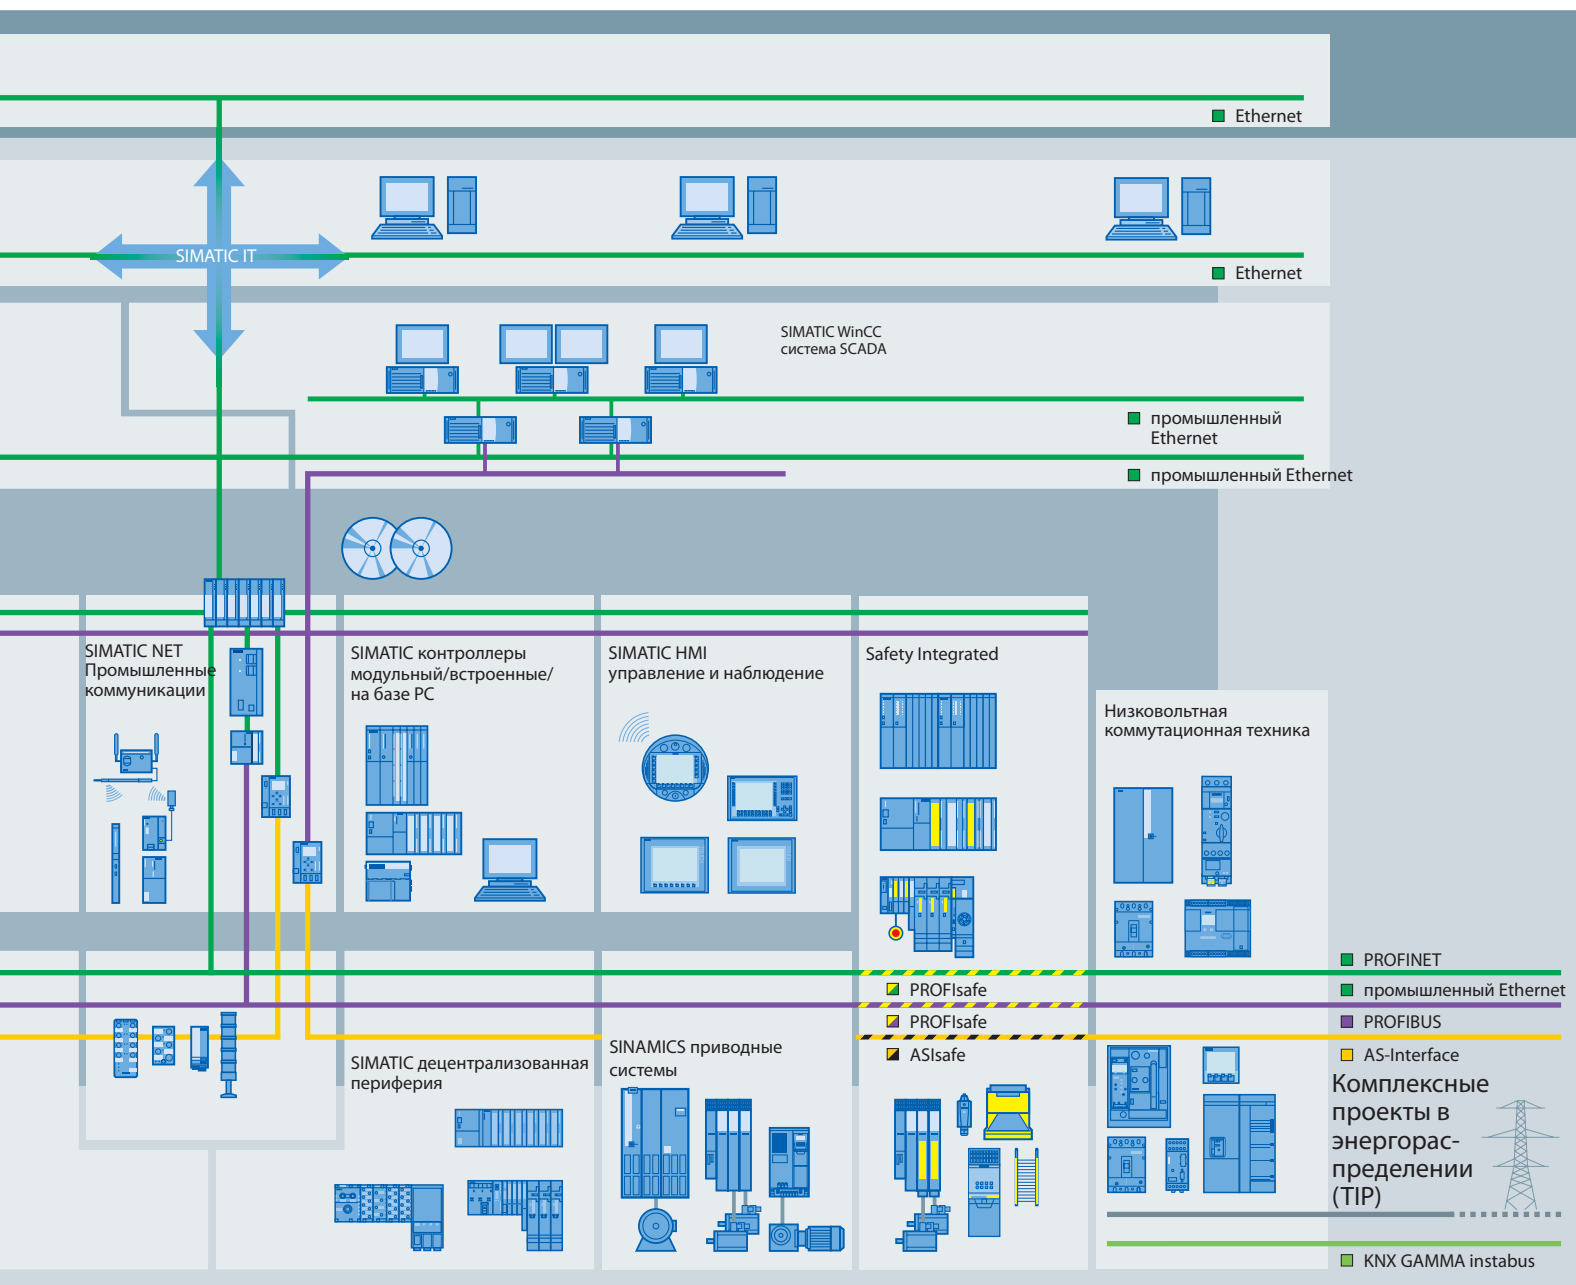 Ethernet
SIMATIC IT
Ethernet
SIMATIC WinCC
система SCADA
промышленный
Ethernet
промышленный Ethernet
SIMATIC NET
Промышленные
коммуникации
SIMATIC контроллеры
модульный/встроенные/
на базе PC
SIMATIC HMI
управление и наблюдение
Safety Integrated
Низковольтная
коммутационная техника
PROFINET
PROFIsafe
промышленный Ethernet
PROFIsafe
PROFIBUS
ASIsafe
AS-Interface
SIMATIC децентрализованная
периферия
SINAMICS приводные
системы
Комплексные
проекты в
энергорас-
пределении
(TIP)
KNX GAMMA instabus